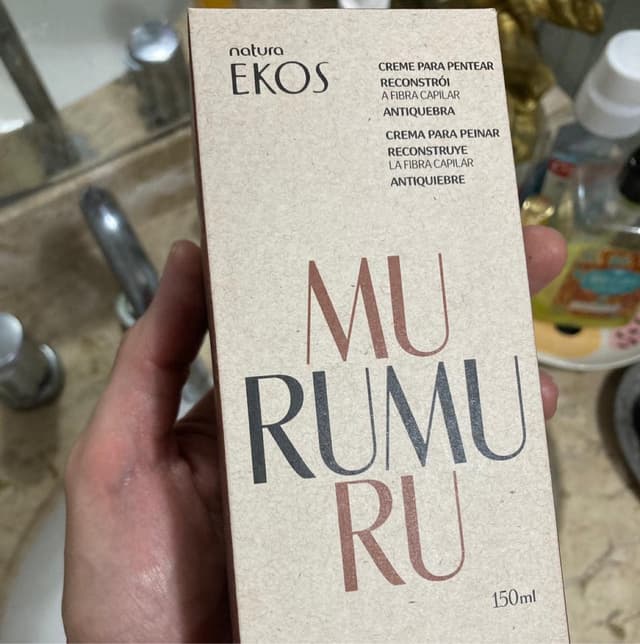 natura
EKOS
CREME PARA PENTEAR
RECONSTRÓI
A FIBRA CAPILAR
ANTIQUEBRA
CREMA PARA PEINAR
RECONSTRUYE
LA FIBRA CAPILAR
ANTIQUIEBRE
MU
RUMU
RU
150ml